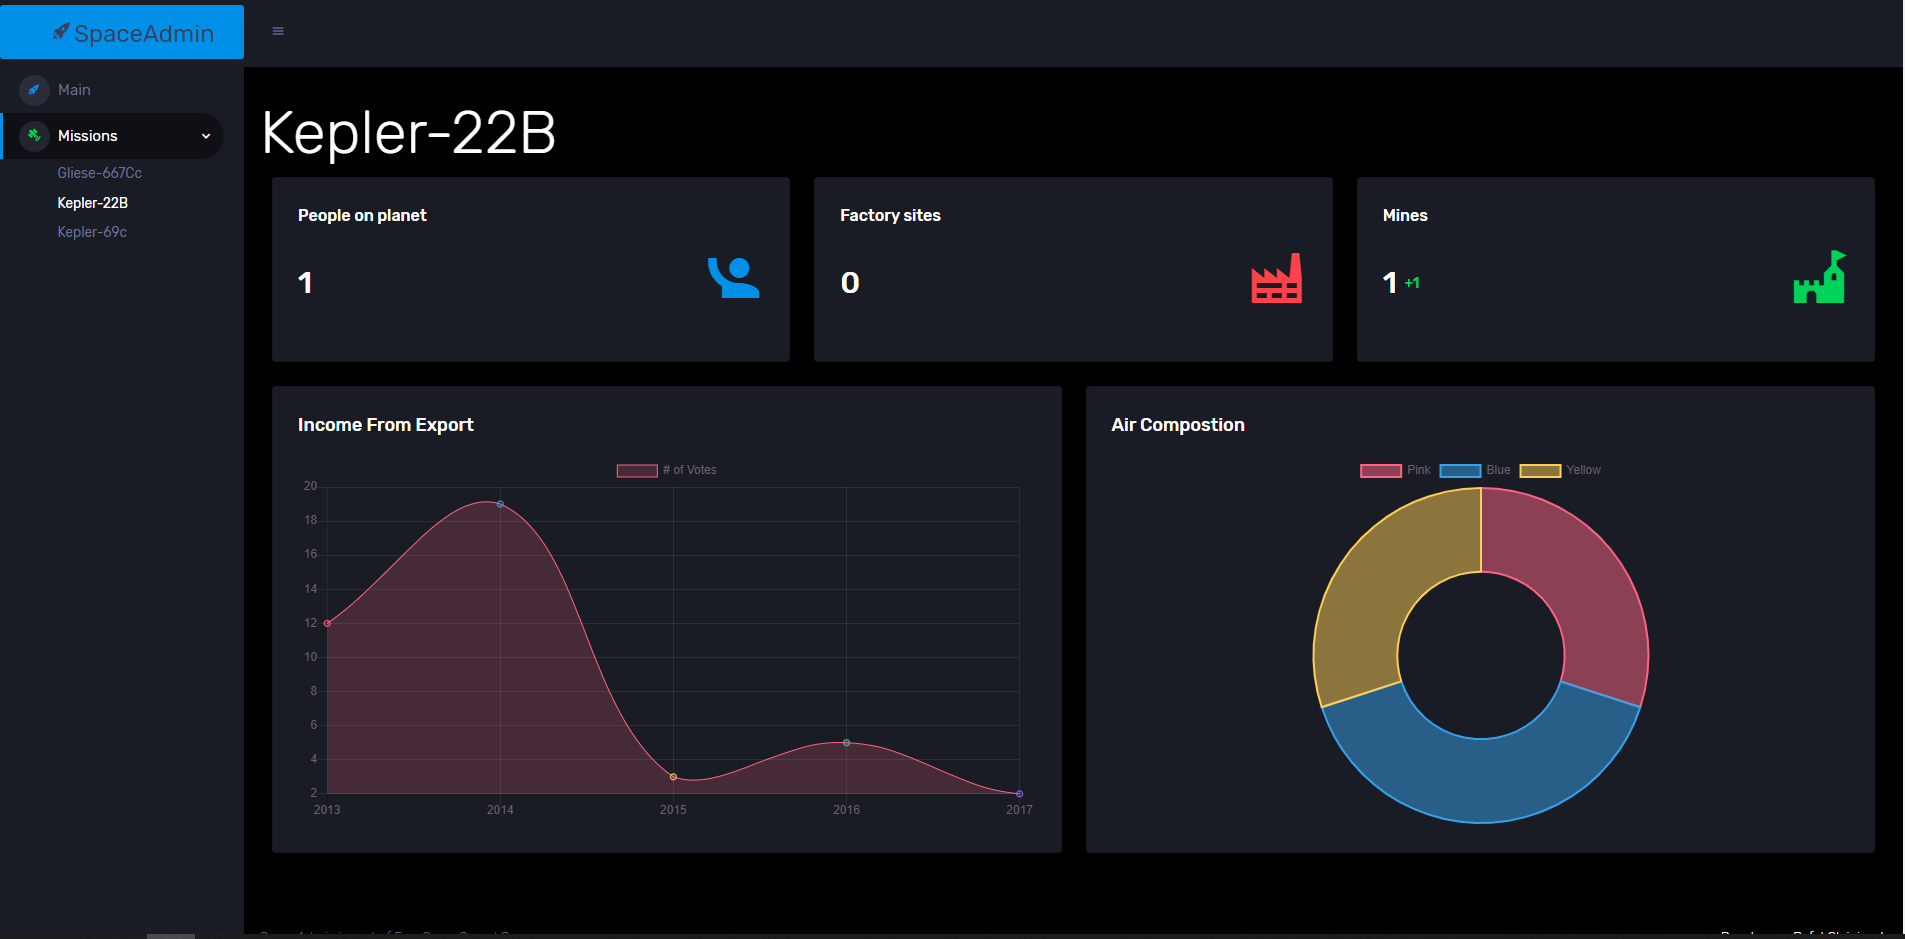 SpaceAdmin
Main
Missions
Gliese-667Cc
Kepler-22B
Kepler-69c
Kepler-22B
People on planet
1
Factory sites
0
Mines
1 +1
Income From Export
# of Votes
20
18
16
14
12
10
8
6
4
2
2013 2014 2015 2016 2017
Air Compostion
Pink Blue Yellow